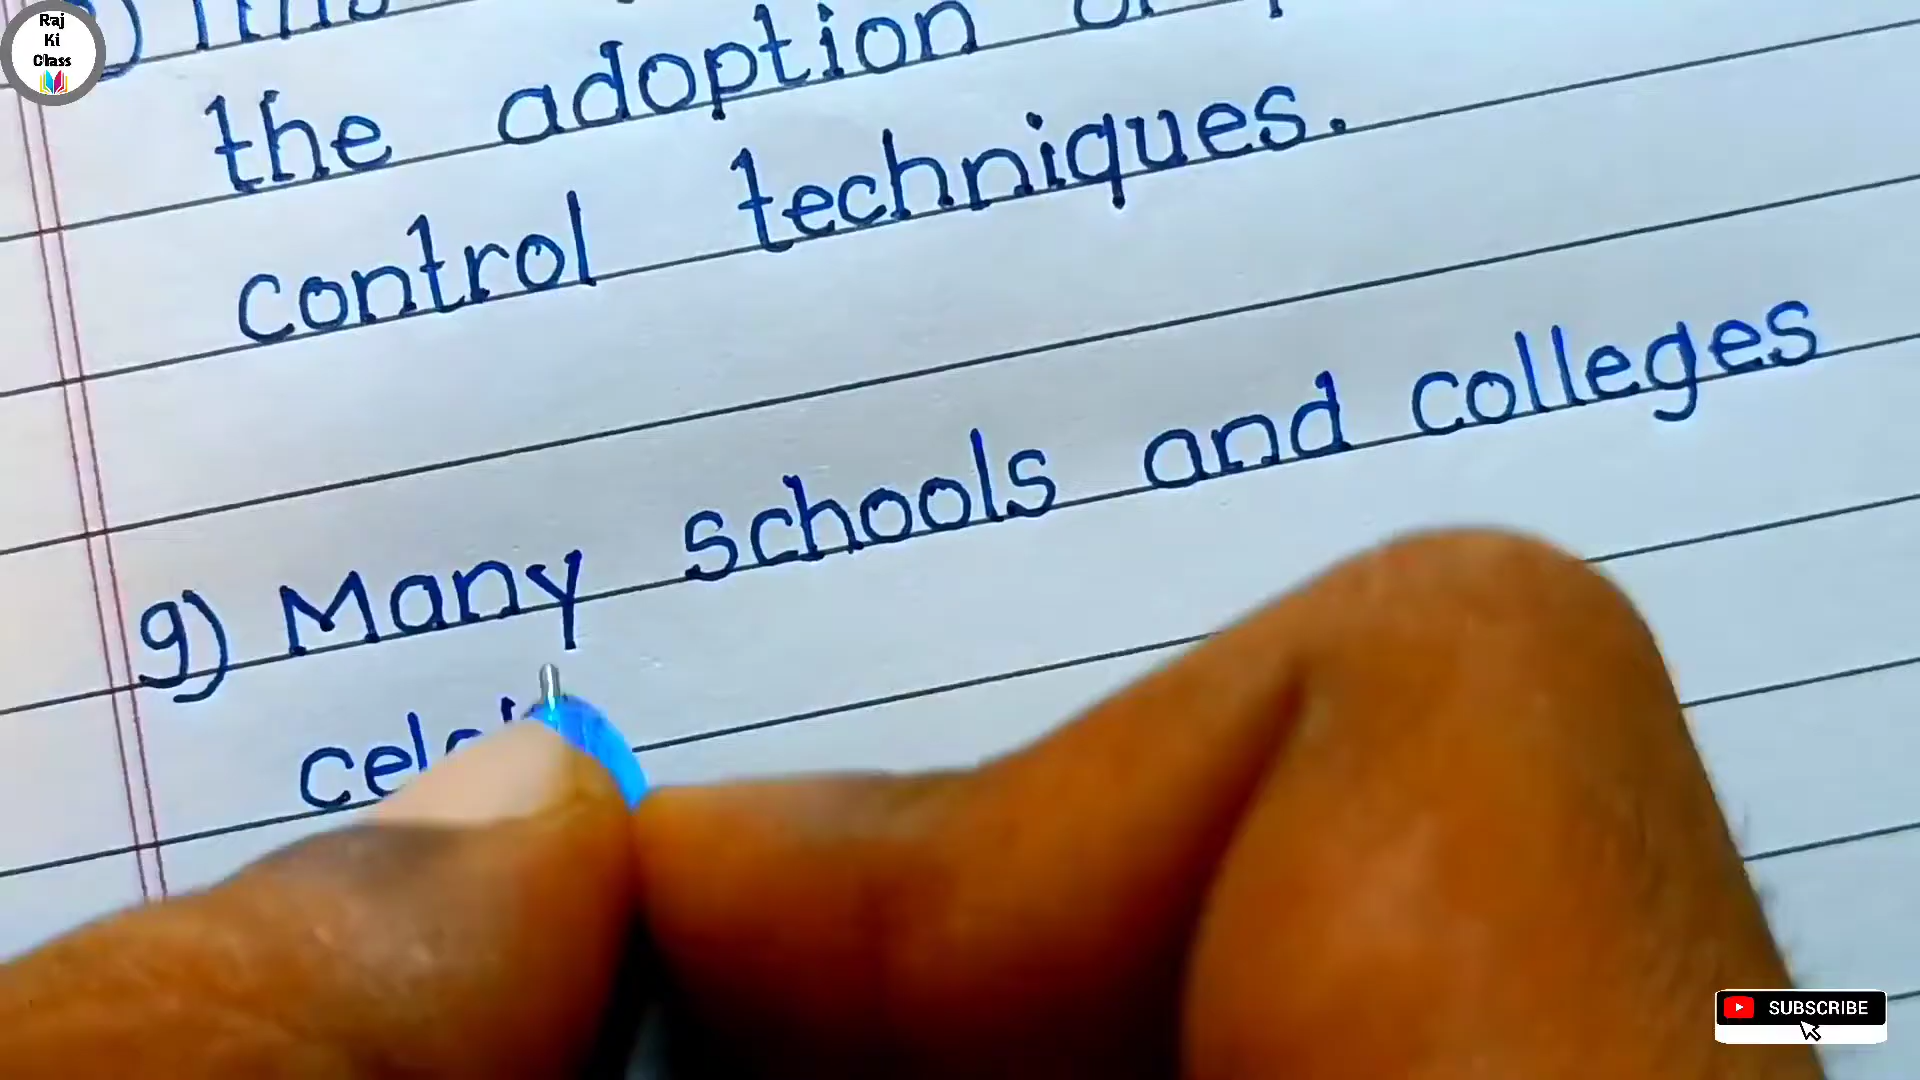 Raj
Ki
Class
the adoption
control techniques.
9) Many schools and colleges
SUBSCRIBE